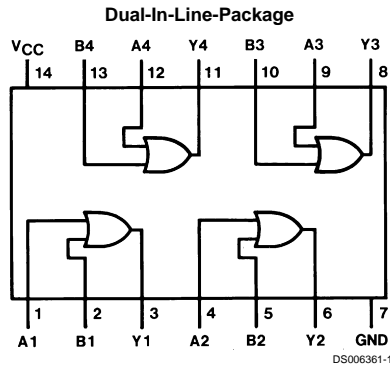 Dual-In-Line-Package
VCC B4 A4 Y4 B3 A3 Y3
14 13 12 11 10 9 8
1 2 3 4 5 6 7
A1 B1 Y1 A2 B2 Y2 GND
DS006361-1